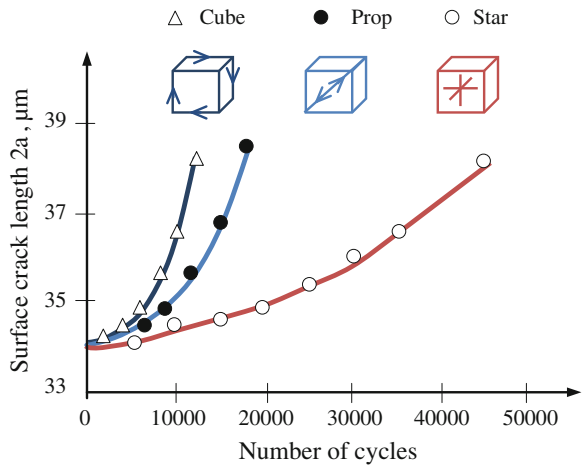 Cube Prop Star
Surface crack length 2a, μm
39
37
35
33
0 10000 20000 30000 40000 50000
Number of cycles